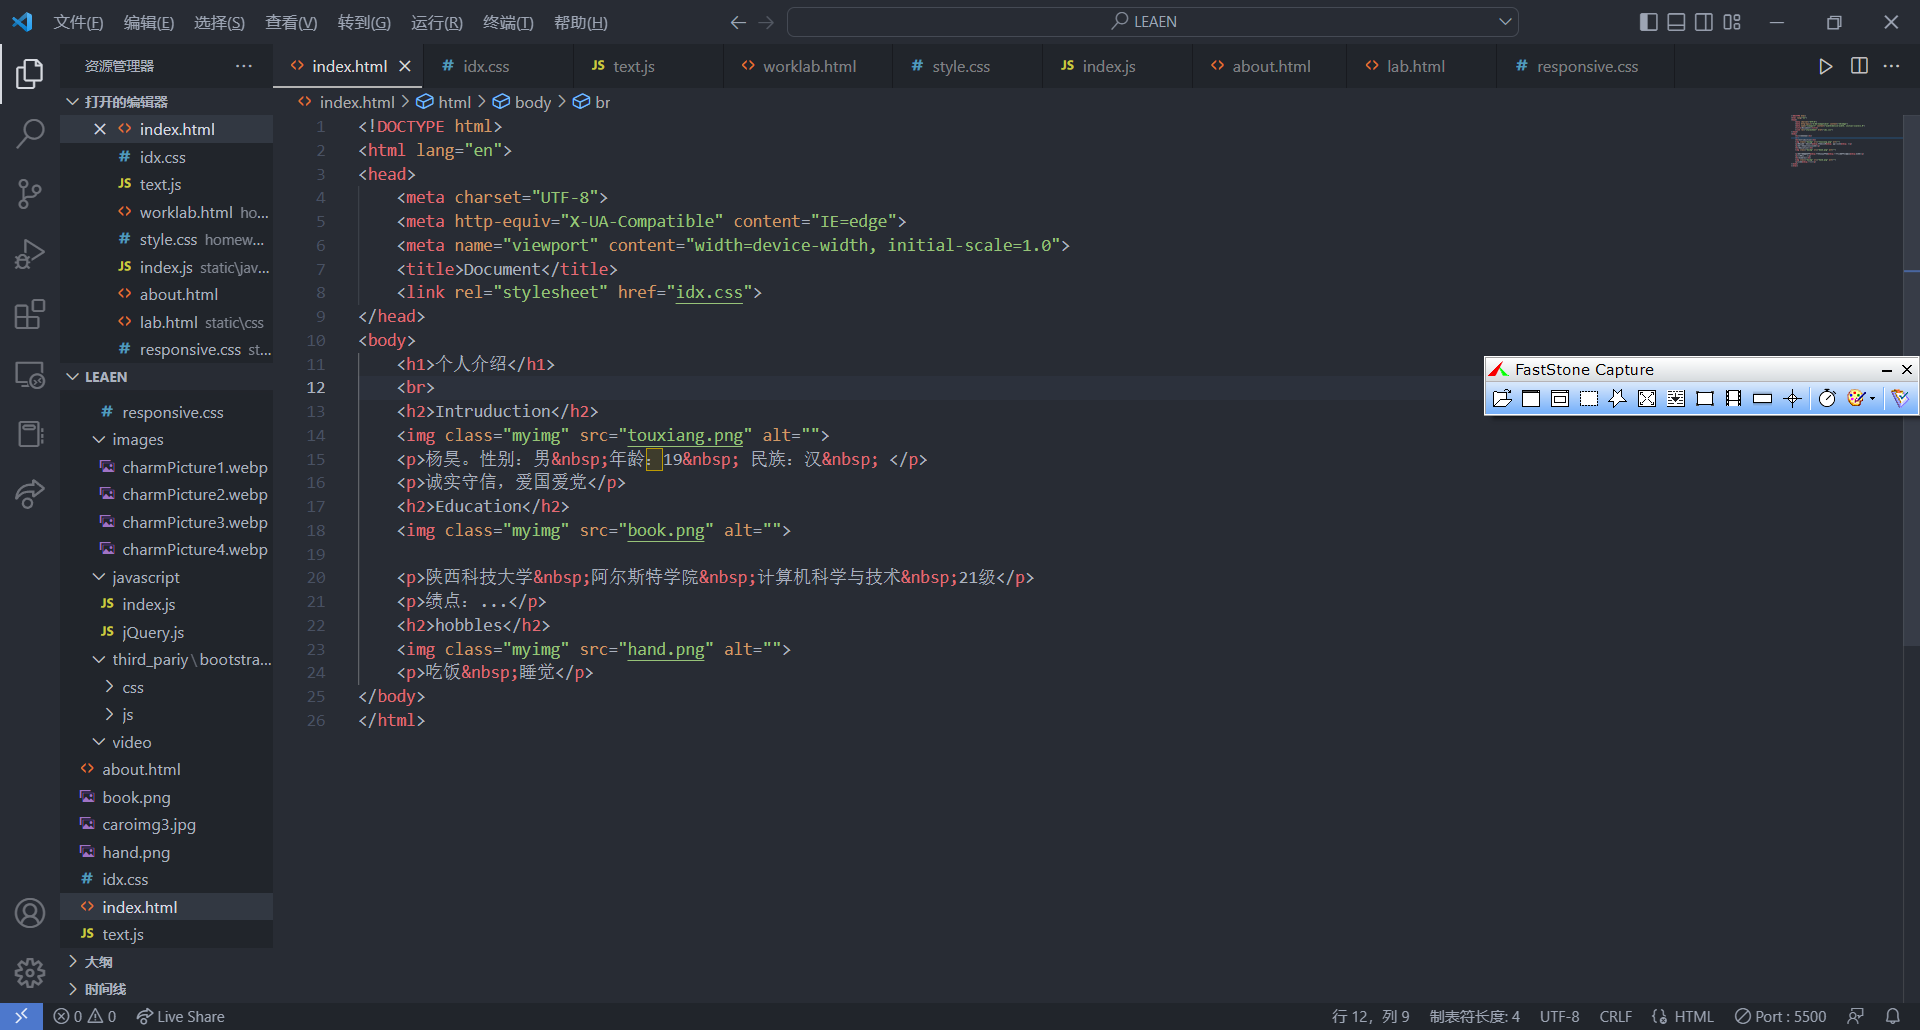 文件(F) 编辑(E) 选择(S) 查看(V) 转到(G) 运行(R) 终端(T) 帮助(H) LEAEN
资源管理器
index.html idx.css text.js worklab.html style.css index.js about.html lab.html responsive.css
打开的编辑器
index.html
idx.css
text.js
worklab.html ho...
style.css homew...
index.js static\jav...
about.html
lab.html static\css
responsive.css st...
LEAEN
responsive.css
images
charmPicture1.webp
charmPicture2.webp
charmPicture3.webp
charmPicture4.webp
javascript
index.js
jQuery.js
third_pariy\bootstra...
css
js
video
about.html
book.png
caroimg3.jpg
hand.png
idx.css
index.html
text.js
大纲
时间线
index.html > html > body > br
1 <!DOCTYPE html>
2 <html lang="en">
3 <head>
4 <meta charset="UTF-8">
5 <meta http-equiv="X-UA-Compatible" content="IE=edge">
6 <meta name="viewport" content="width=device-width, initial-scale=1.0">
7 <title>Document</title>
8 <link rel="stylesheet" href="idx.css">
9 </head>
10 <body>
11 <h1>个人介绍</h1>
12 <br>
13 <h2>Intruduction</h2>
14 <img class="myimg" src="touxiang.png" alt="">
15 <p>杨昊。性别：男&nbsp;年龄：19&nbsp; 民族：汉&nbsp; </p>
16 <p>诚实守信，爱国爱党</p>
17 <h2>Education</h2>
18 <img class="myimg" src="book.png" alt="">
19
20 <p>陕西科技大学&nbsp;阿尔斯特学院&nbsp;计算机科学与技术&nbsp;21级</p>
21 <p>绩点：...</p>
22 <h2>hobbles</h2>
23 <img class="myimg" src="hand.png" alt="">
24 <p>吃饭&nbsp;睡觉</p>
25 </body>
26 </html>
FastStone Capture
0 0 Live Share 行 12，列 9 制表符长度: 4 UTF-8 CRLF HTML Port : 5500